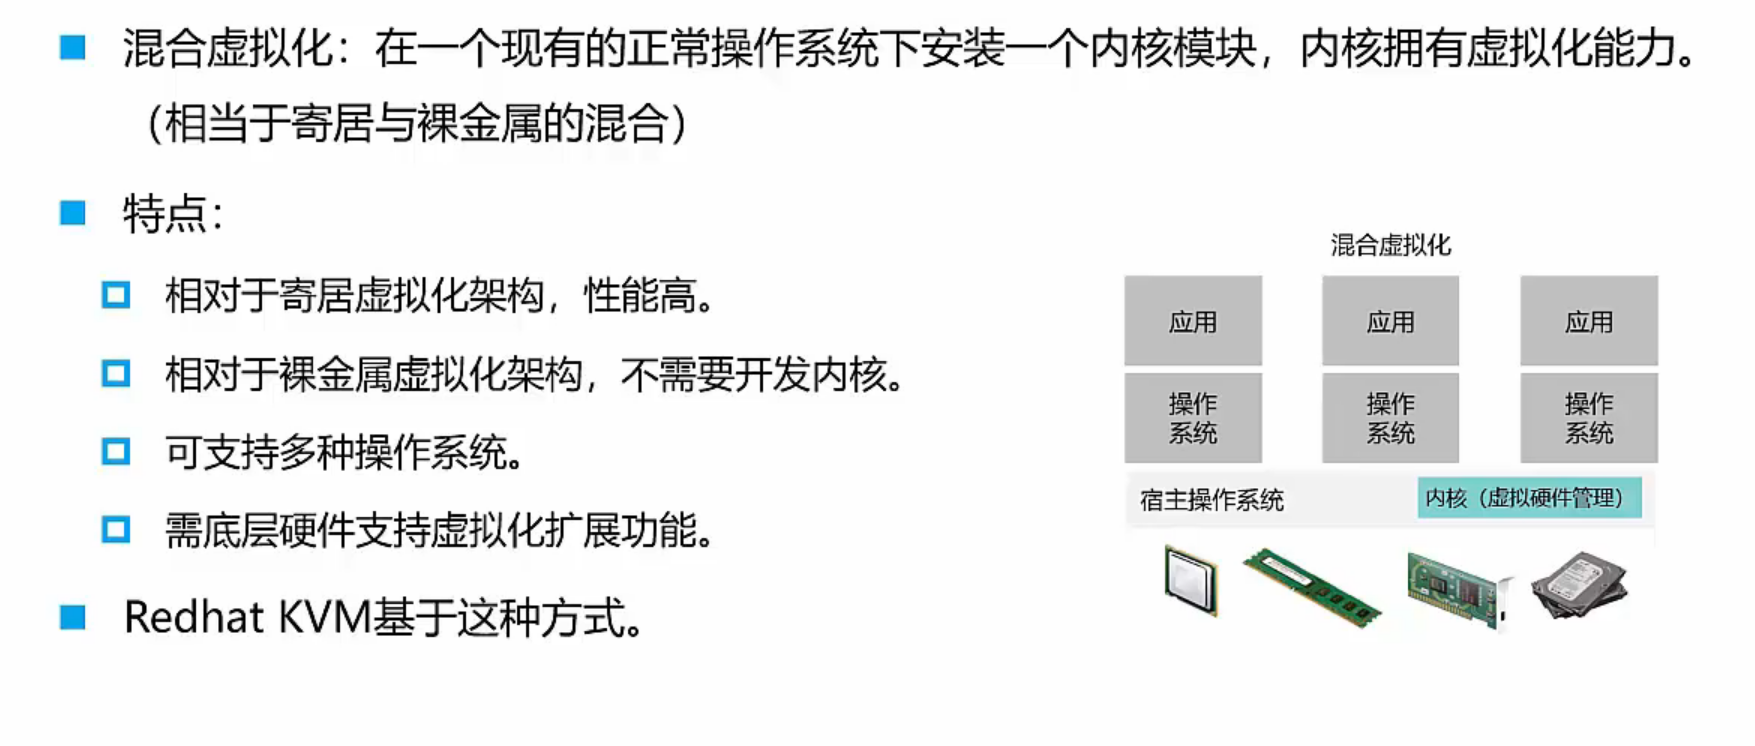 混合虚拟化：在一个现有的正常操作系统下安装一个内核模块，内核拥有虚拟化能力。
（相当于寄居与裸金属的混合）
特点：
相对于寄居虚拟化架构，性能高。
相对于裸金属虚拟化架构，不需要开发内核。
可支持多种操作系统。
需底层硬件支持虚拟化扩展功能。
Redhat KVM基于这种方式。
混合虚拟化
应用 应用 应用
操作 操作 操作
系统 系统 系统
宿主操作系统 内核（虚拟硬件管理）